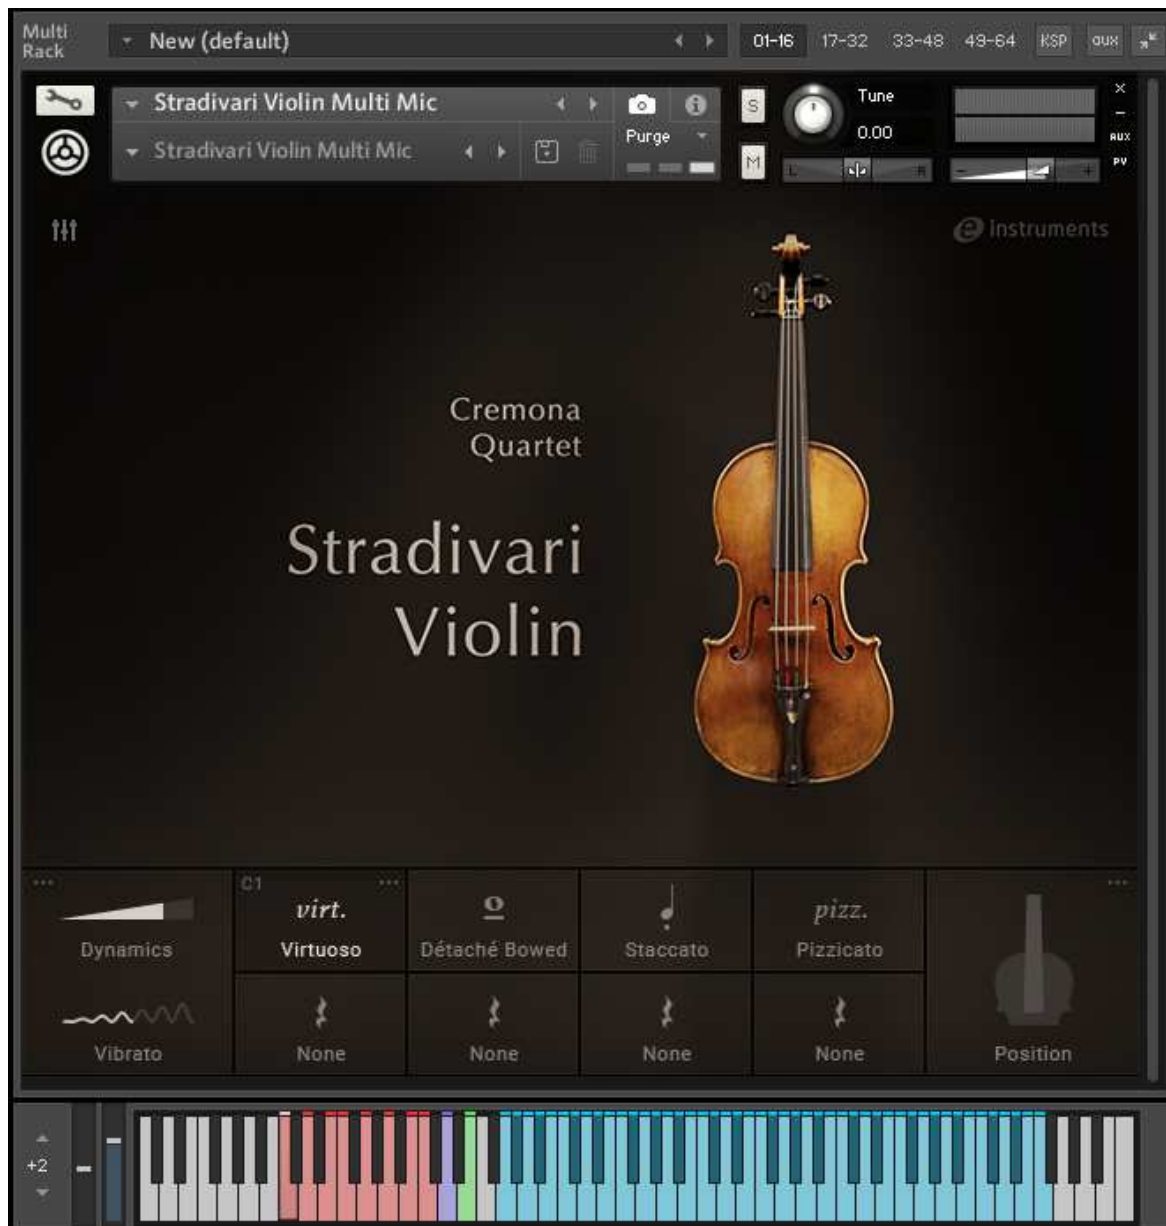 Multi
Rack
New (default)
01-16 17-32 33-48 49-64 KSP aux
Stradivari Violin Multi Mic
S
Tune
0.00
Purge
AUX
PV
Stradivari Violin Multi Mic
M
L R
- +
e instruments
Cremona
Quartet
Stradivari
Violin
C1
virt.
pizz.
Dynamics
Virtuoso
Détaché Bowed
Staccato
Pizzicato
Vibrato
None
None
None
None
Position
+2